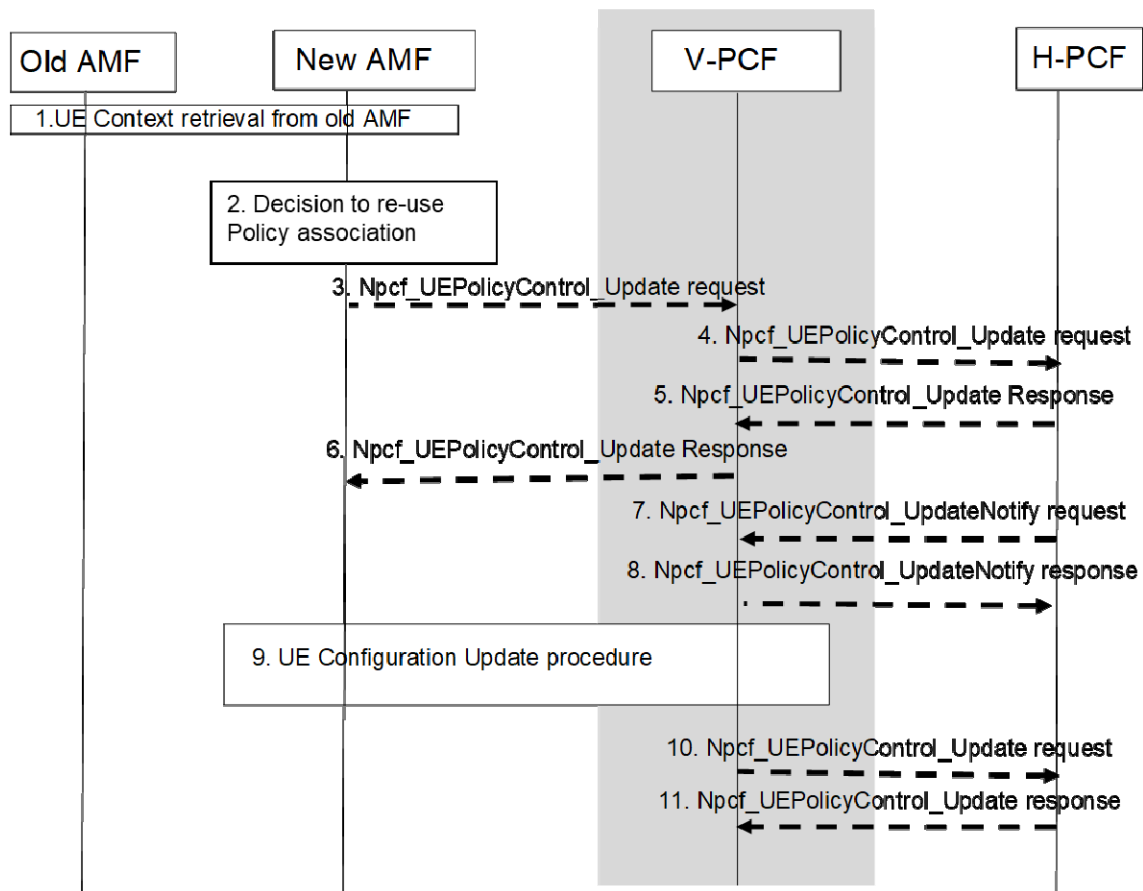 Old AMF
New AMF
V-PCF
H-PCF
1.UE Context retrieval from old AMF
2. Decision to re-use
Policy association
3. Npcf_UEPolicyControl_Update request
4. Npcf_UEPolicyControl_Update request
5. Npcf_UEPolicyControl_Update Response
6. Npcf_UEPolicyControl_Update Response
7. Npcf_UEPolicyControl_UpdateNotify request
8. Npcf_UEPolicyControl_UpdateNotify response
9. UE Configuration Update procedure
10. Npcf_UEPolicyControl_Update request
11. Npcf_UEPolicyControl_Update response